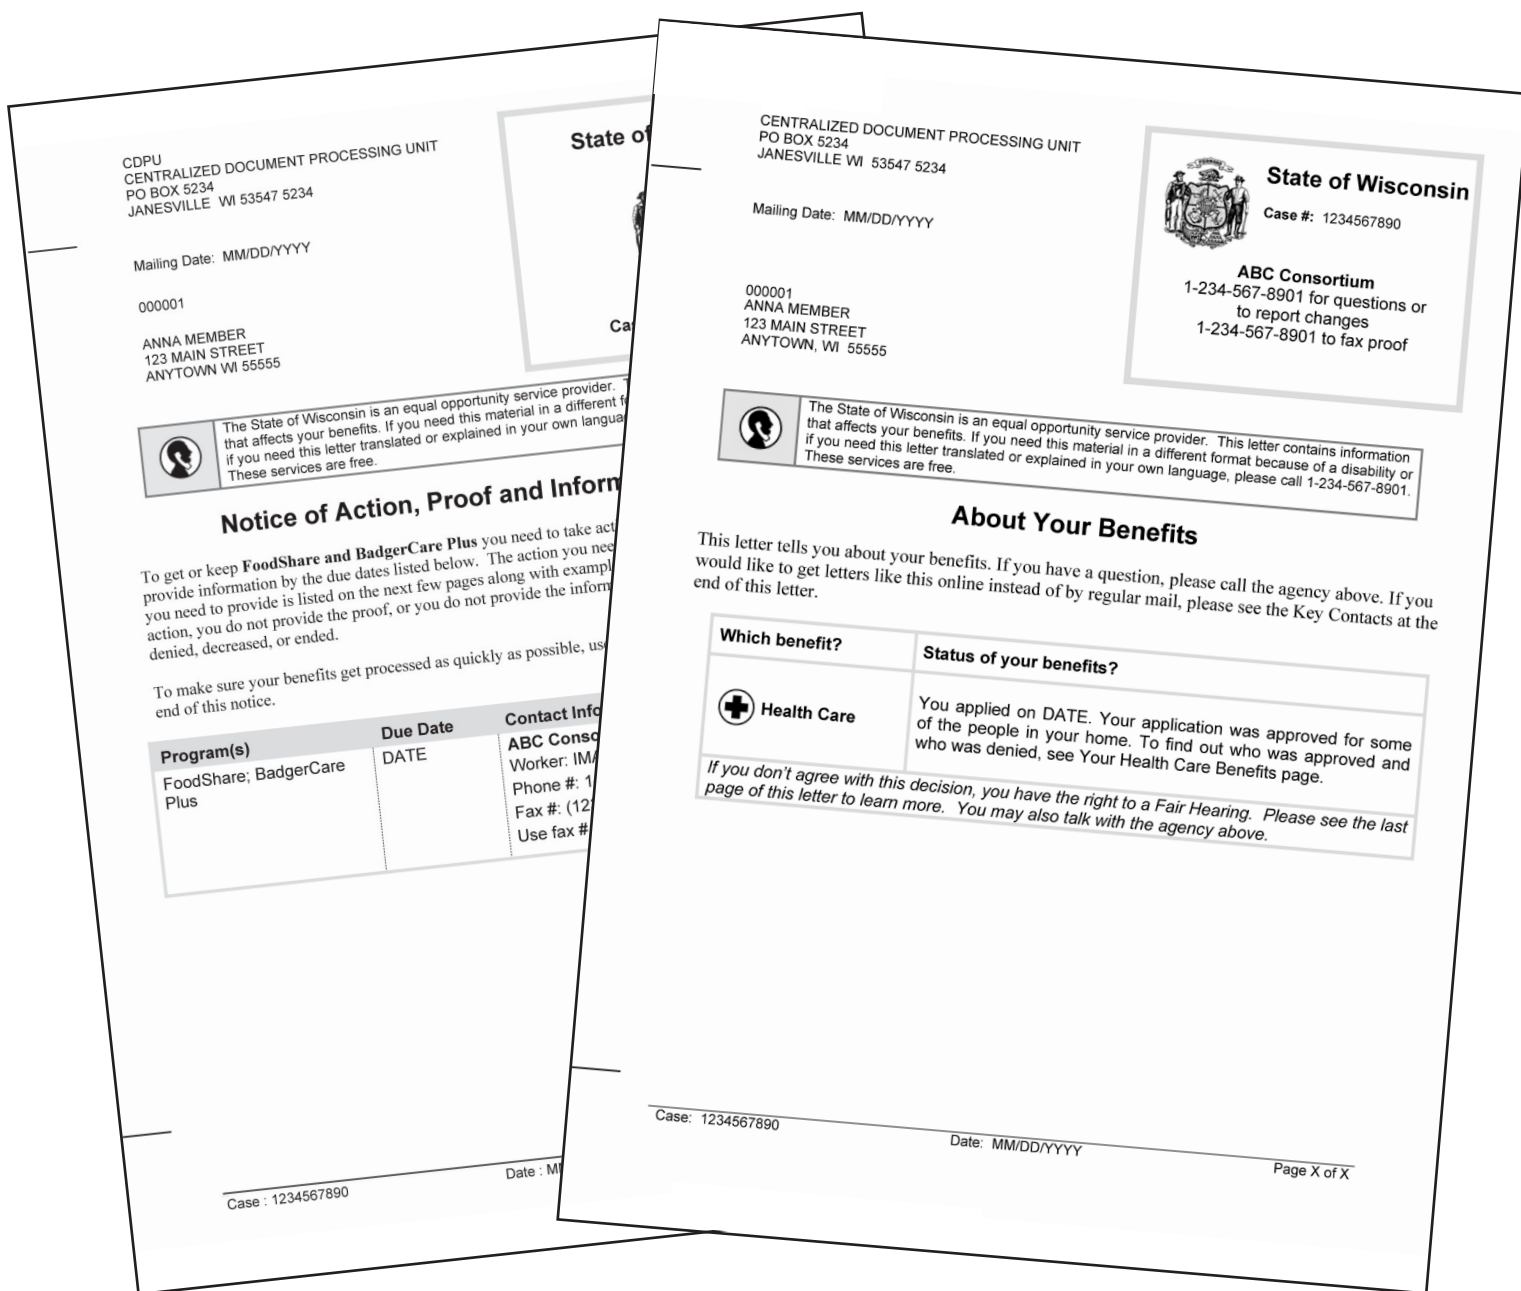 CDPU
CENTRALIZED DOCUMENT PROCESSING UNIT
PO BOX 5234
JANESVILLE WI 53547 5234
Mailing Date: MM/DD/YYYY
000001
ANNA MEMBER
123 MAIN STREET
ANYTOWN WI 55555
State of
The State of Wisconsin is an equal opportunity service provider.
that affects your benefits. If you need this material in a different
if you need this letter translated or explained in your own
These services are free.
Notice of Action, Proof and
To get or keep FoodShare and BadgerCare Plus you need to take
provide information by the due dates listed below. The action you
you need to provide is listed on the next few pages along with
action, you do not provide the proof, or you do not provide the
denied, decreased, or ended.
To make sure your benefits get processed as quickly as possible,
end of this notice.
Program(s) Due Date Contact
FoodShare; BadgerCare DATE ABC
Plus
Worker:
Phone #: 1
Fax #: (12
Use fax #
Case : 1234567890 Date :
CENTRALIZED DOCUMENT PROCESSING UNIT
PO BOX 5234
JANESVILLE WI 53547 5234
Mailing Date: MM/DD/YYYY
000001
ANNA MEMBER
123 MAIN STREET
ANYTOWN, WI 55555
State of Wisconsin
Case #: 1234567890
ABC Consortium
1-234-567-8901 for questions or
to report changes
1-234-567-8901 to fax proof
The State of Wisconsin is an equal opportunity service provider. This letter contains information
that affects your benefits. If you need this material in a different format because of a disability or
if you need this letter translated or explained in your own language, please call 1-234-567-8901.
These services are free.
About Your Benefits
This letter tells you about your benefits. If you have a question, please call the agency above. If you
would like to get letters like this online instead of by regular mail, please see the Key Contacts at the
end of this letter.
Which benefit? Status of your benefits?
Health Care
You applied on DATE. Your application was approved for some
of the people in your home. To find out who was approved and
who was denied, see Your Health Care Benefits page.
If you don't agree with this decision, you have the right to a Fair Hearing. Please see the last
page of this letter to learn more. You may also talk with the agency above.
Case: 1234567890 Date: MM/DD/YYYY Page X of X